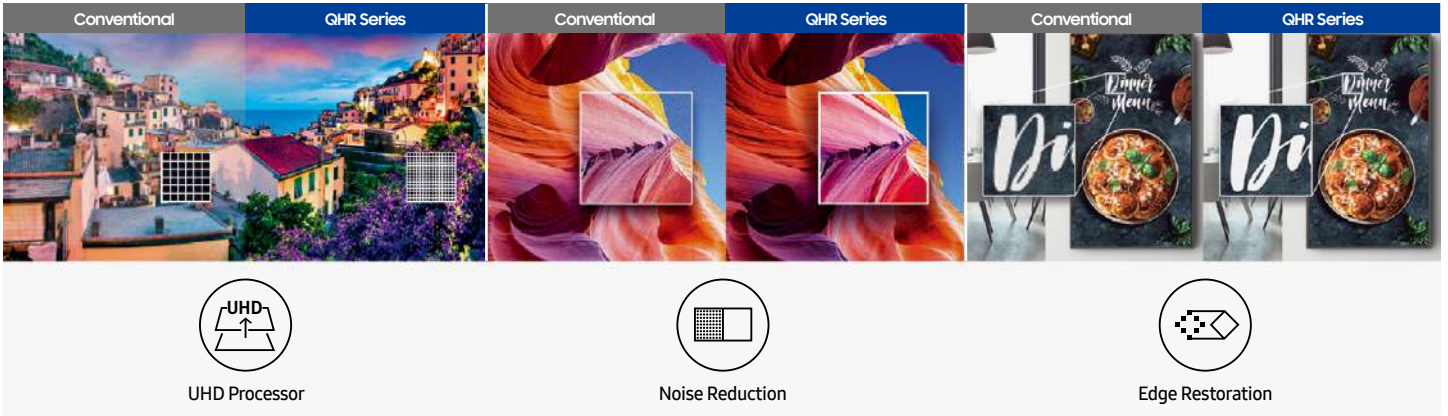 Conventional
QHR Series
Conventional
QHR Series
Conventional
QHR Series
Dinner
Menu
Di
Dinner
Menu
Di
UHD
UHD Processor
Noise Reduction
Edge Restoration